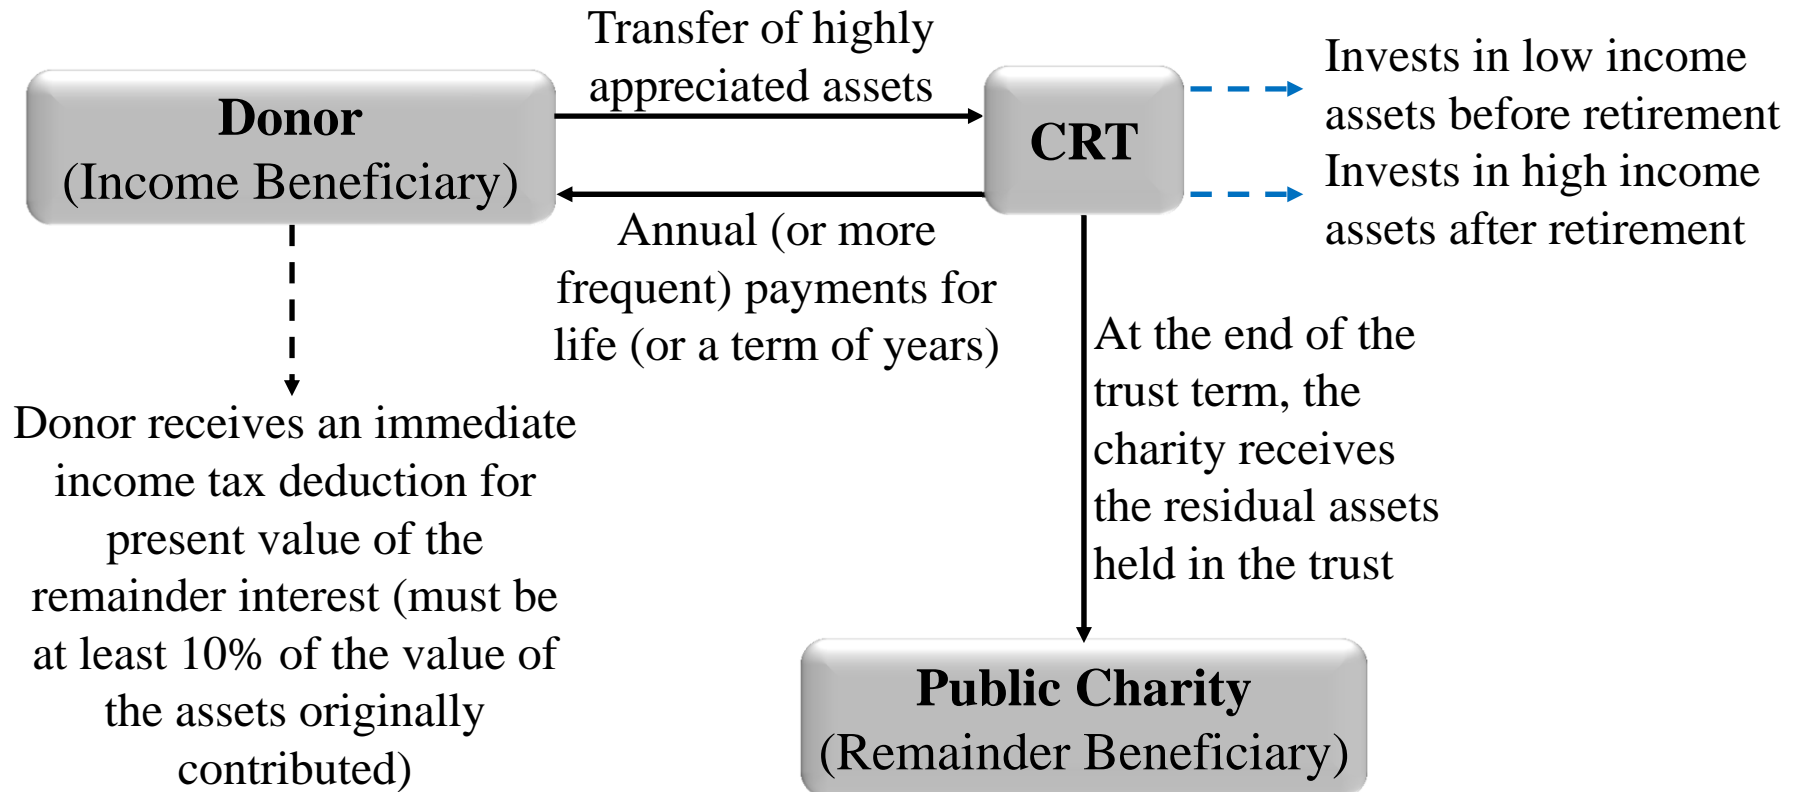 Transfer of highly
appreciated assets
Donor
(Income Beneficiary)
CRT
Invests in low income
assets before retirement
Invests in high income
assets after retirement
Annual (or more
frequent) payments for
life (or a term of years)
Donor receives an immediate
income tax deduction for
present value of the
remainder interest (must be
at least 10% of the value of
the assets originally
contributed)
At the end of the
trust term, the
charity receives
the residual assets
held in the trust
Public Charity
(Remainder Beneficiary)